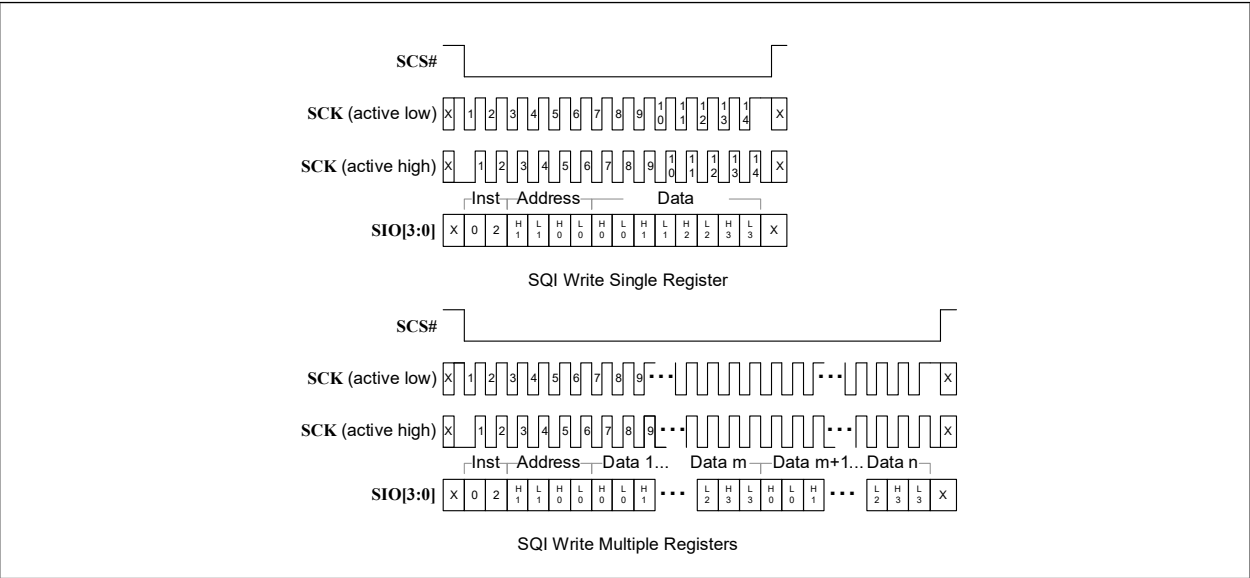 SCS#
SCK (active low) X 1 2 3 4 5 6 7 8 9 10 11 12 13 14 X
SCK (active high) X 1 2 3 4 5 6 7 8 9 10 11 12 13 14 X
Inst Address Data
SIO[3:0] X 0 2 H1 L1 H0 L0 H0 L0 H1 L1 H2 L2 H3 L3 X
SQI Write Single Register
SCS#
SCK (active low) X 1 2 3 4 5 6 7 8 9 ... ... X
SCK (active high) X 1 2 3 4 5 6 7 8 9 ... ... X
Inst Address Data 1... Data m Data m+1... Data n
SIO[3:0] X 0 2 H1 L1 H0 L0 H0 L0 H1 ... L2 H3 L3 H0 L0 H1 ... L2 H3 L3 X
SQI Write Multiple Registers